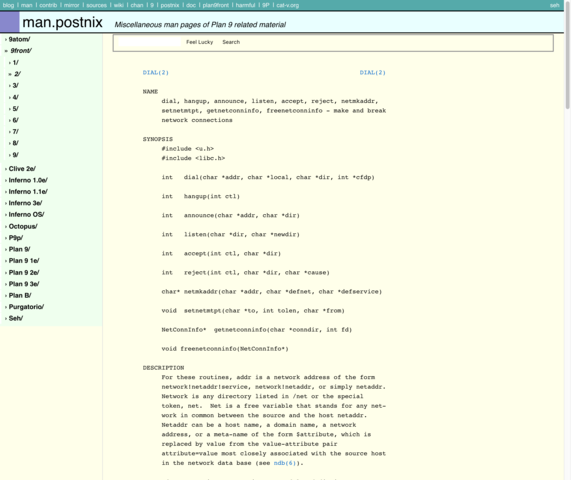 blog | man | contrib | mirror | sources | wiki | chan | 9 | postnix | doc | plan9front | harmful | 9P | cat-v.org
seh
man.postnix Miscellaneous man pages of Plan 9 related material
› 9atom/
» 9front/
› 1/
» 2/
› 3/
› 4/
› 5/
› 6/
› 7/
› 8/
› 9/
› Clive 2e/
› Inferno 1.0e/
› Inferno 1.1e/
› Inferno 3e/
› Inferno OS/
› Octopus/
› P9p/
› Plan 9/
› Plan 9 1e/
› Plan 9 2e/
› Plan 9 3e/
› Plan B/
› Purgatorio/
› Seh/
Feel Lucky Search
DIAL(2) DIAL(2)
NAME
dial, hangup, announce, listen, accept, reject, netmkaddr,
setnetmtpt, getnetconninfo, freenetconninfo - make and break
network connections
SYNOPSIS
#include <u.h>
#include <libc.h>
int dial(char *addr, char *local, char *dir, int *cfdp)
int hangup(int ctl)
int announce(char *addr, char *dir)
int listen(char *dir, char *newdir)
int accept(int ctl, char *dir)
int reject(int ctl, char *dir, char *cause)
char* netmkaddr(char *addr, char *defnet, char *defservice)
void setnetmtpt(char *to, int tolen, char *from)
NetConnInfo* getnetconninfo(char *conndir, int fd)
void freenetconninfo(NetConnInfo*)
DESCRIPTION
For these routines, addr is a network address of the form
network!netaddr!service, network!netaddr, or simply netaddr.
Network is any directory listed in /net or the special
token, net. Net is a free variable that stands for any net-
work in common between the source and the host netaddr.
Netaddr can be a host name, a domain name, a network
address, or a meta-name of the form $attribute, which is
replaced by value from the value-attribute pair
attribute=value most closely associated with the source host
in the network data base (see ndb(6)).